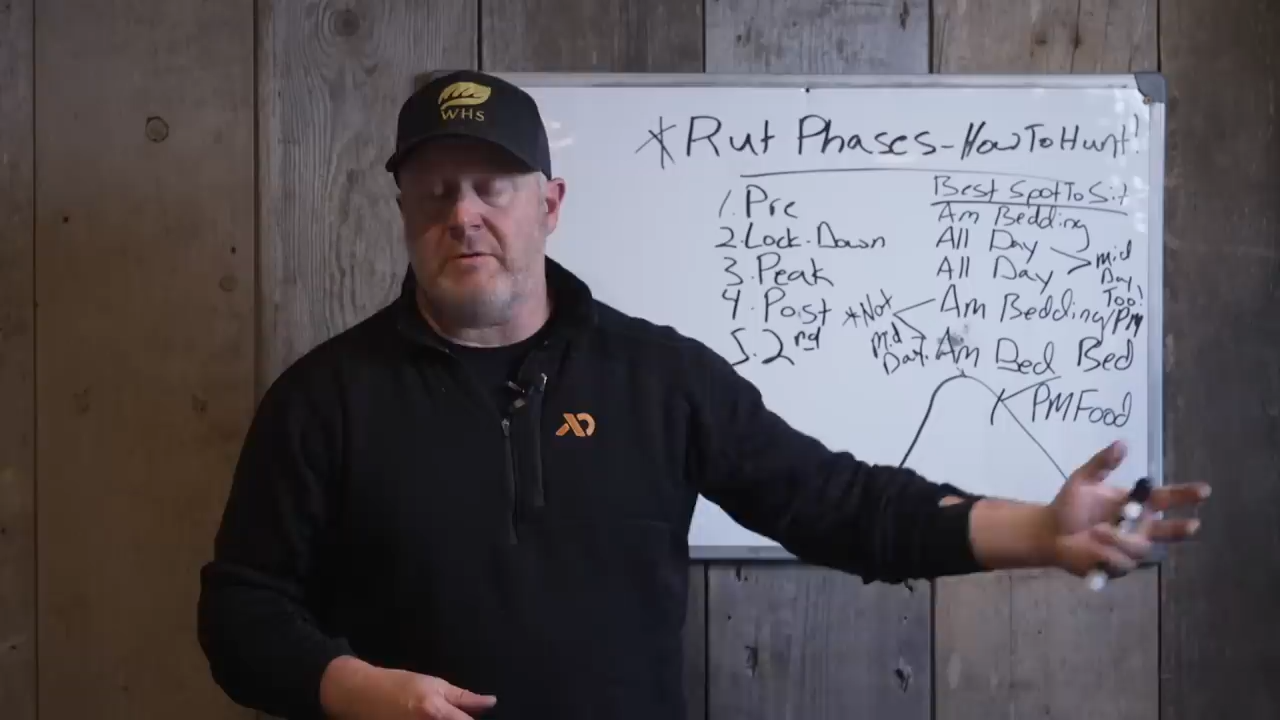 WHS
*Rut Phases-How To Hunt!
Best Spot To Sit
1. Pre
Am Bedding
2. Lock-Down
All Day
3. Peak
All Day
Mid Day Too!
4. Post
*Not Mid Day.
Am Bedding/PM
5. 2nd
Am Bed Bed
PM Food